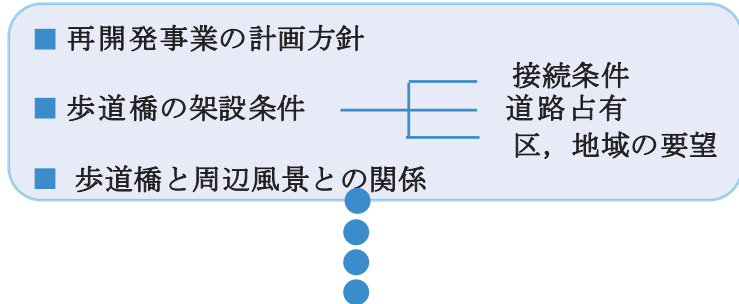 ■ 再開発事業の計画方針
接続条件
■ 歩道橋の架設条件
道路占有
区，地域の要望
■ 歩道橋と周辺風景との関係